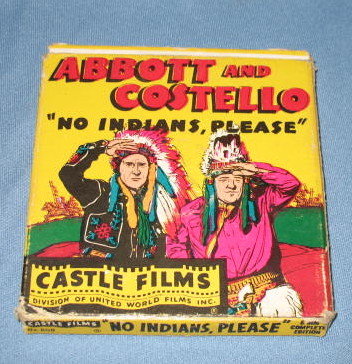 ABBOTT AND
COSTELLO
"NO INDIANS, PLEASE"
CASTLE FILMS
DIVISION OF UNITED WORLD FILMS INC.
CASTLE FILMS "NO INDIANS, PLEASE"
COMPLETE
EDITION